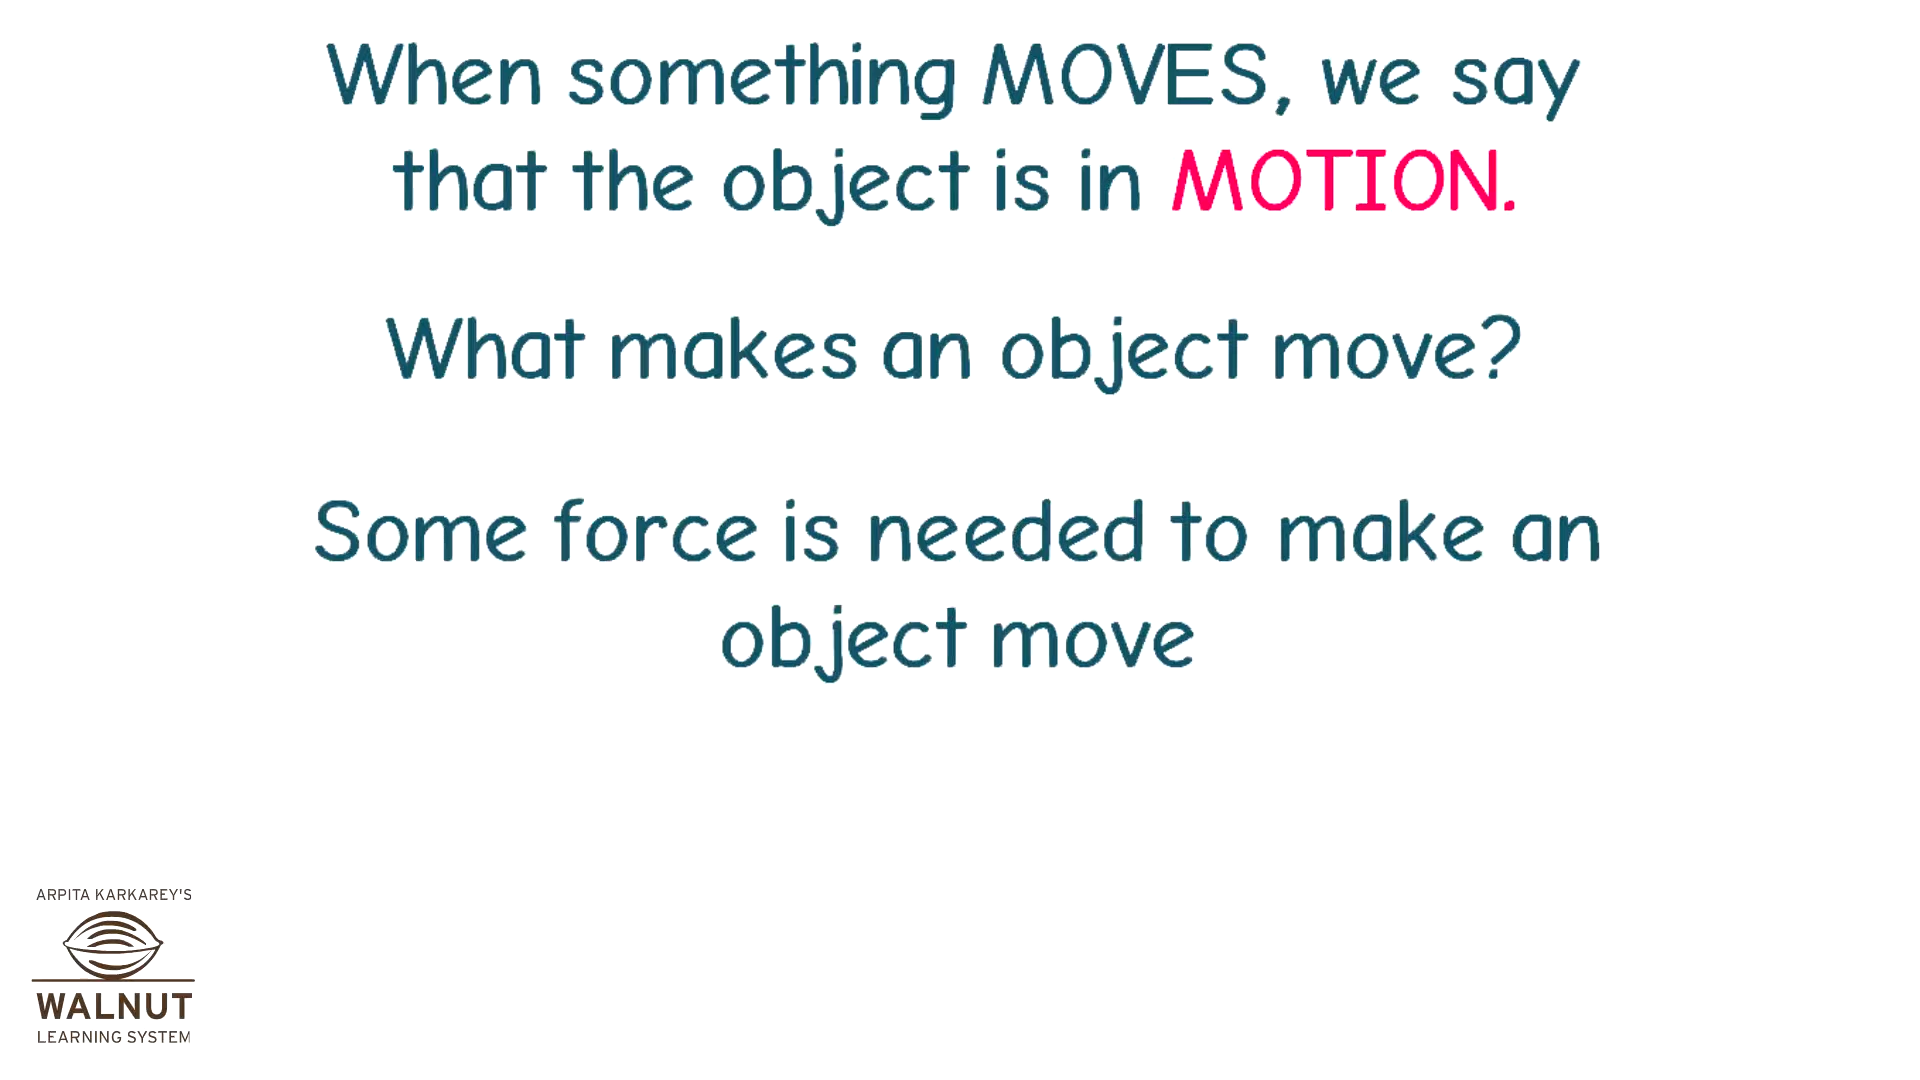 When something MOVES, we say
that the object is in MOTION.
What makes an object move?
Some force is needed to make an
object move
ARPITA KARKAREY'S
WALNUT
LEARNING SYSTEM